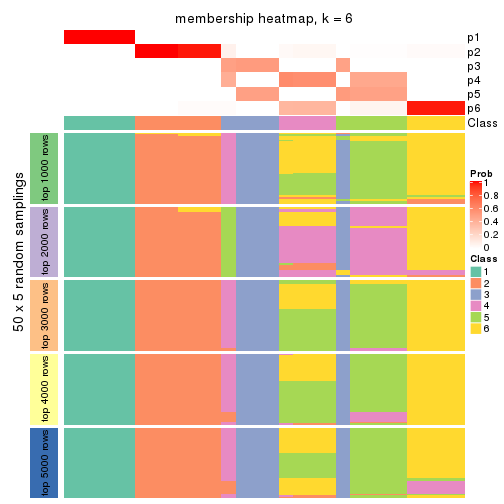 membership heatmap, k = 6
p1
p2
p3
p4
p5
p6
Class
50 x 5 random samplings
top 1000 rows
top 2000 rows
top 3000 rows
top 4000 rows
top 5000 rows
Prob
1
0.8
0.6
0.4
0.2
0
Class
1
2
3
4
5
6